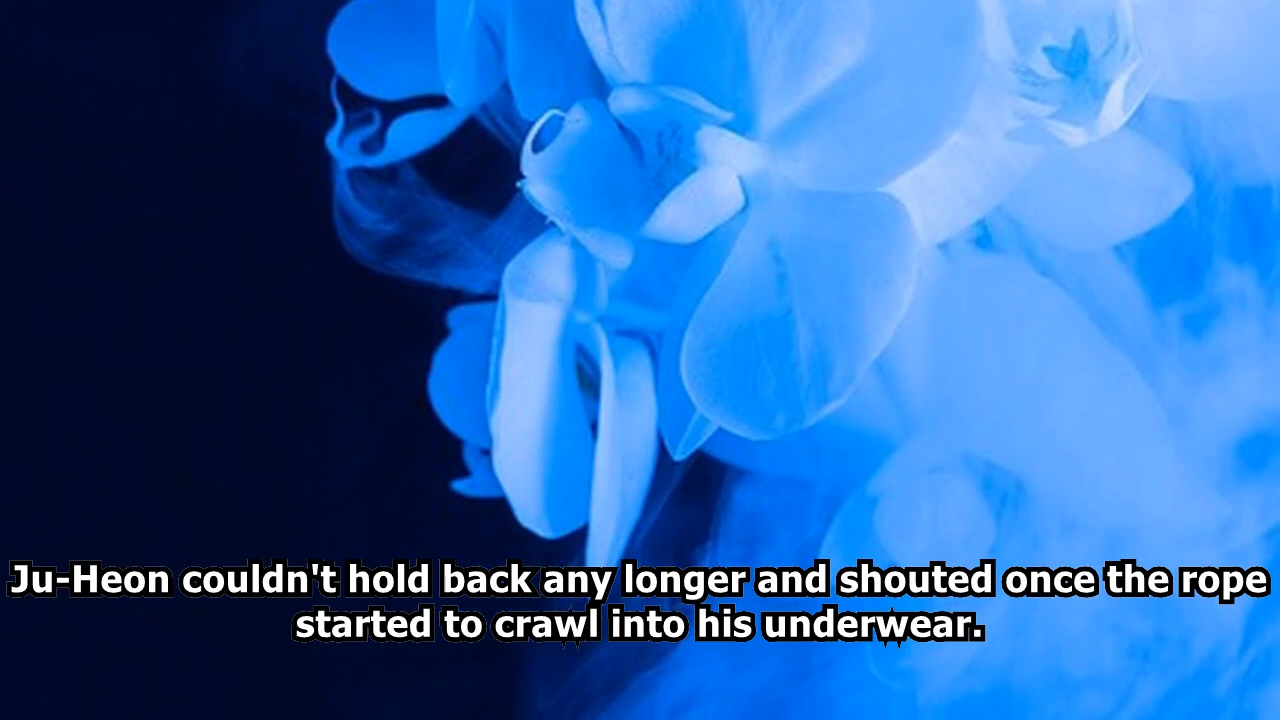 Ju-Heon couldn't hold back any longer and shouted once the rope
started to crawl into his underwear.